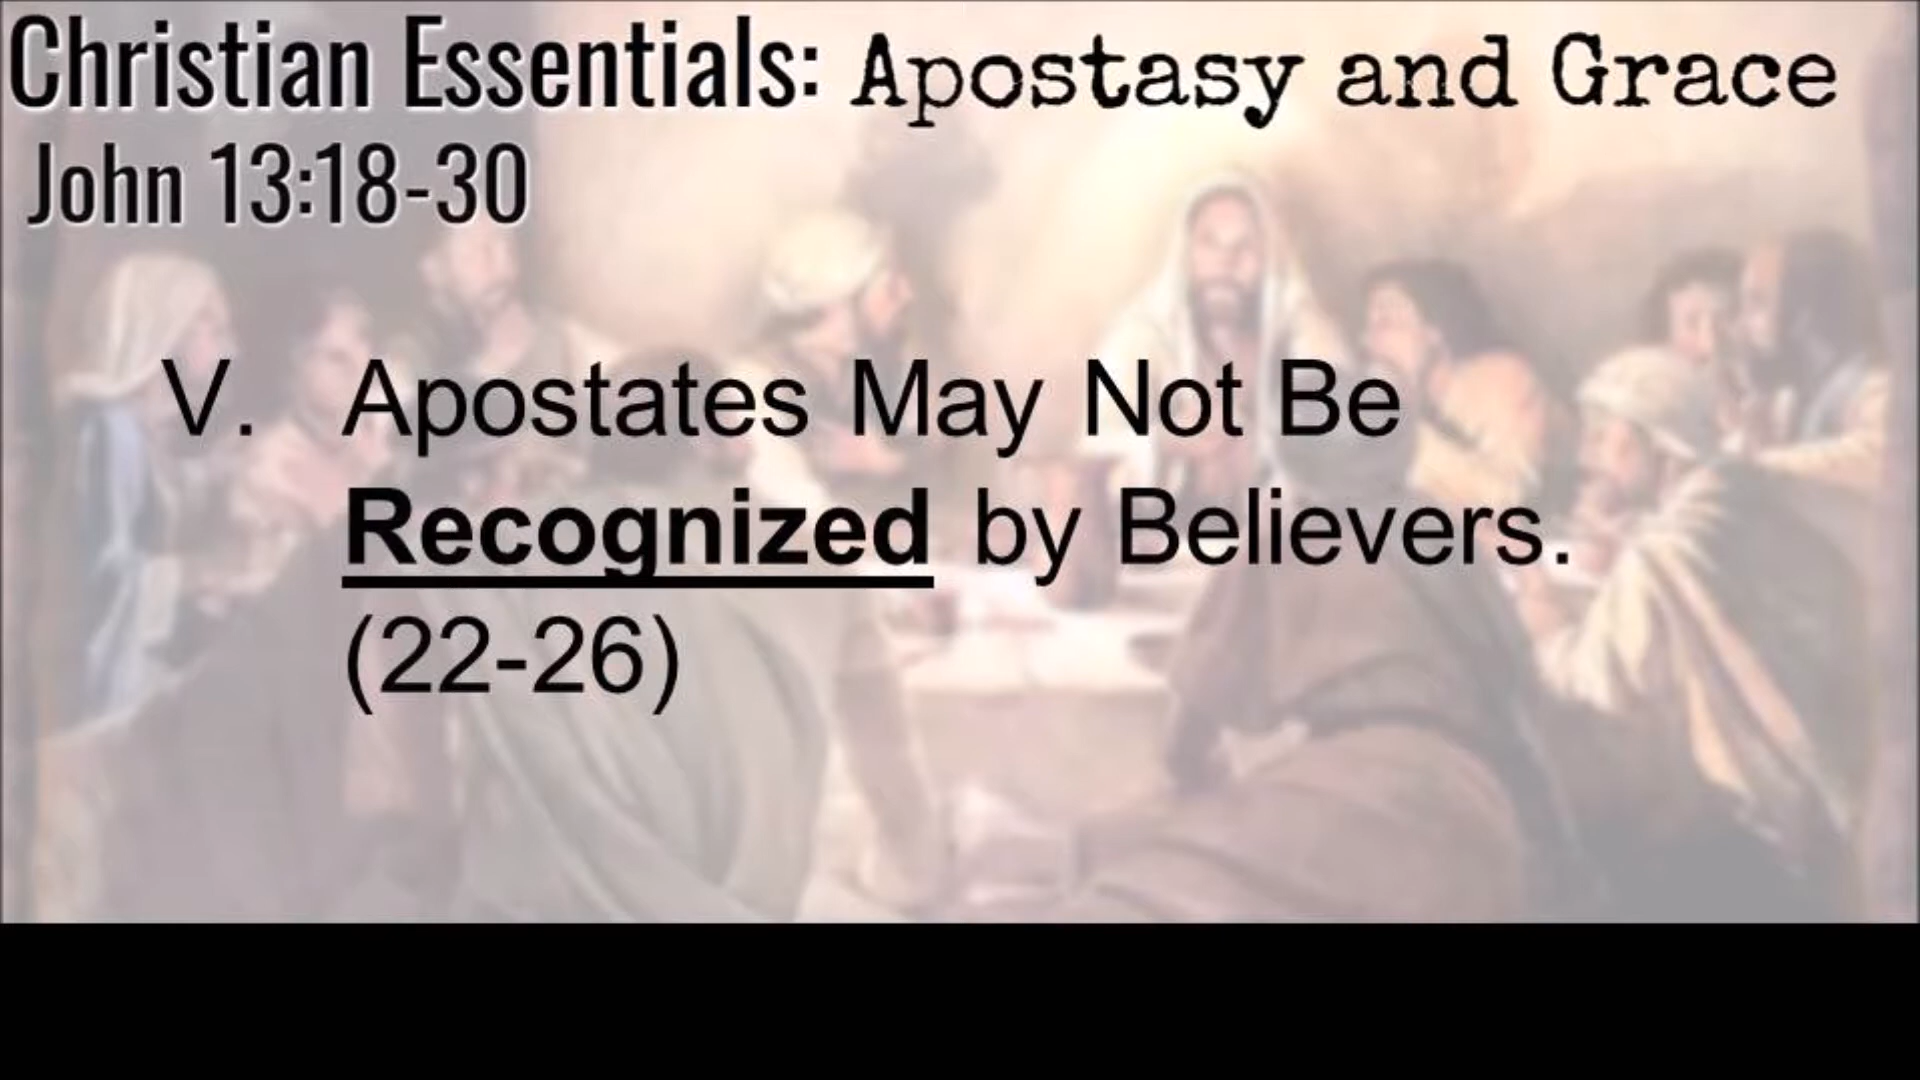 Christian Essentials: Apostasy and Grace
John 13:18-30
V. Apostates May Not Be
Recognized by Believers.
(22-26)